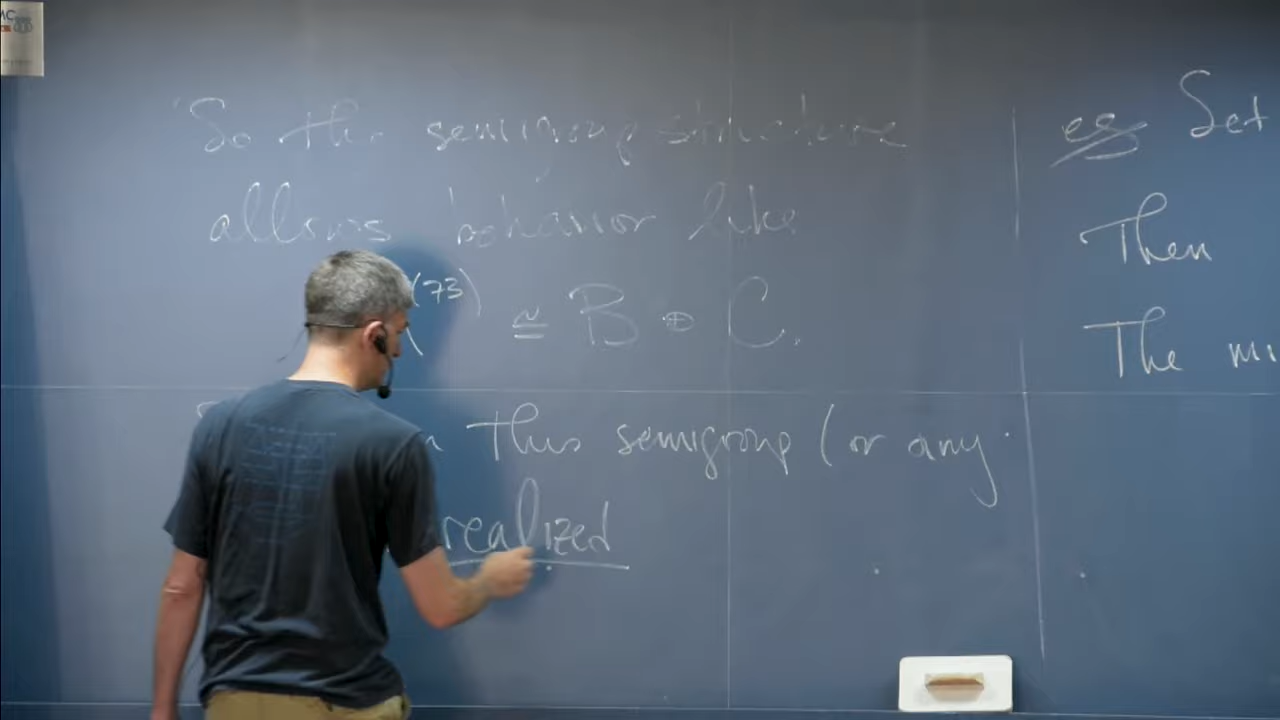 So the semigroup structure
allows behavior like
(73) ≅ B ⊕ C.
this semigroup (or any
realized
eg Set
Then
The